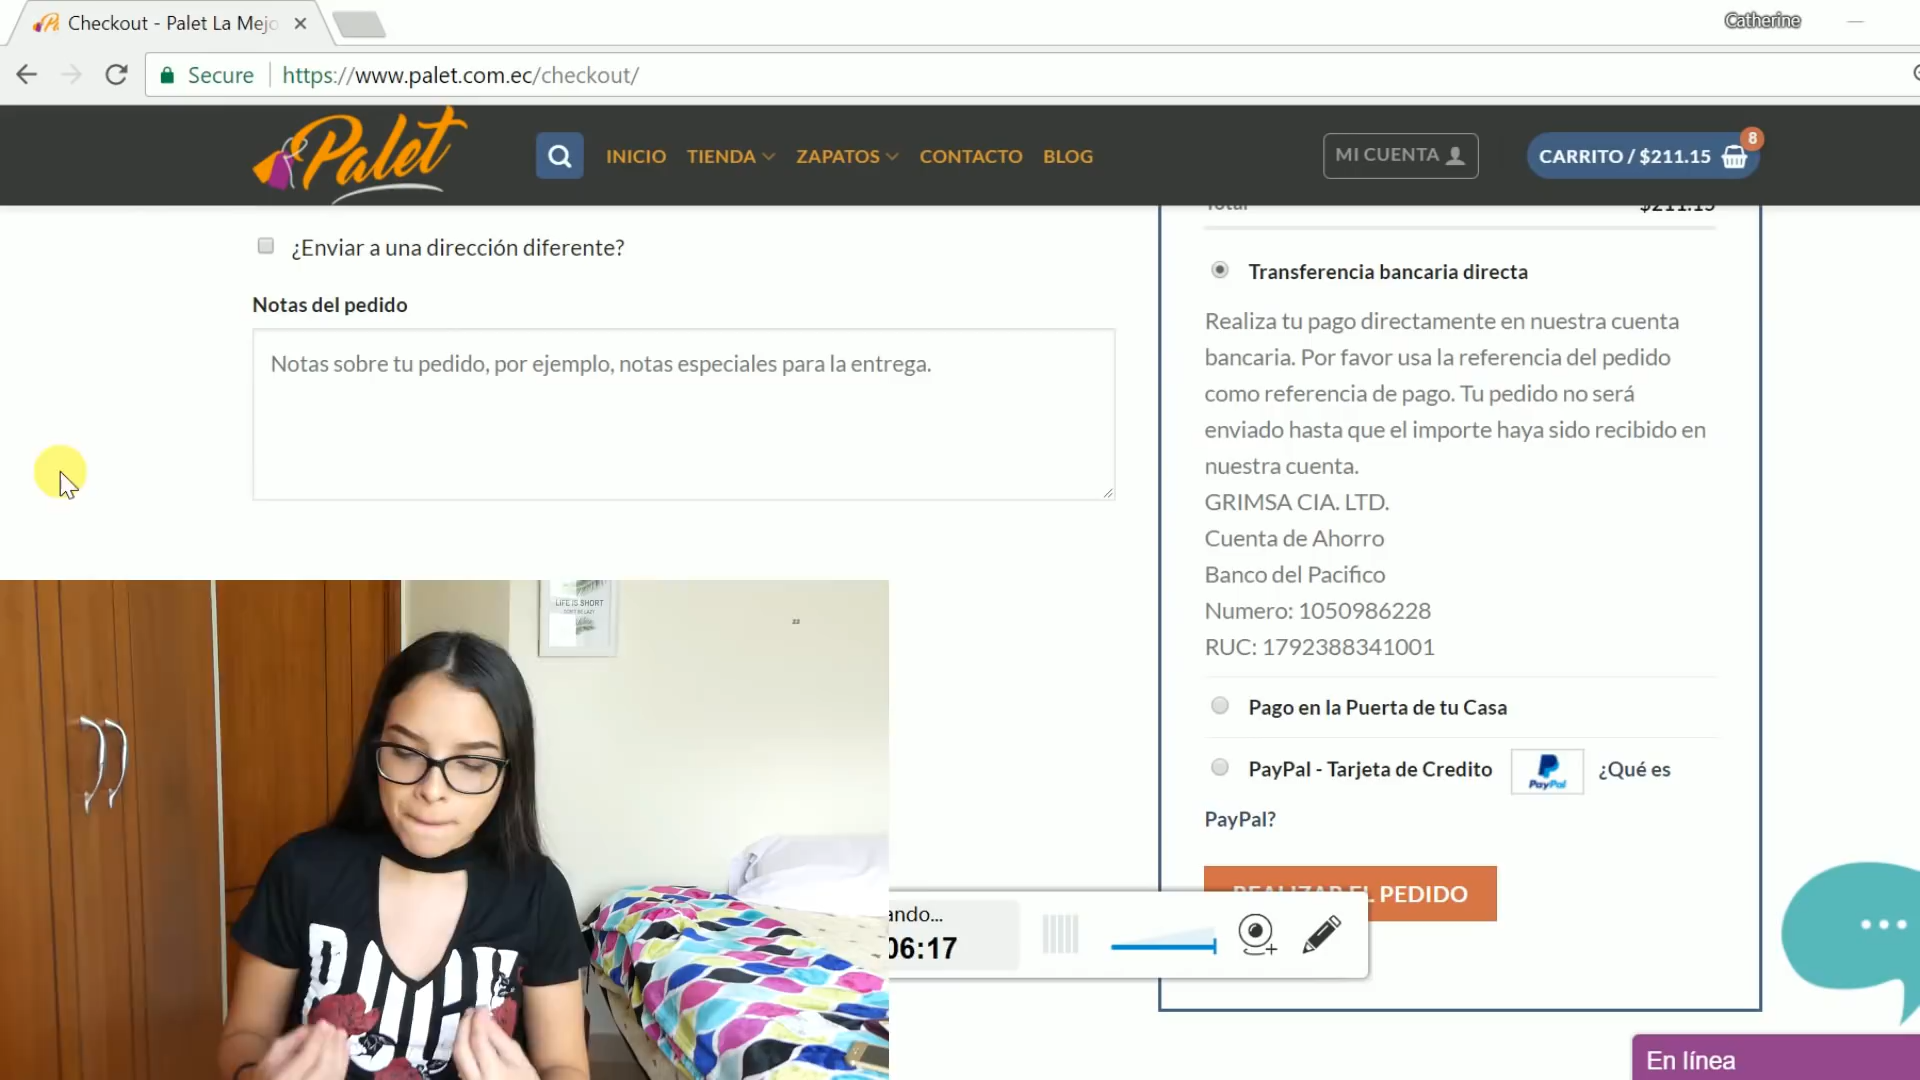 Checkout - Palet La Mejo
Catherine
Secure
https://www.palet.com.ec/checkout/
Palet
INICIO
TIENDA
ZAPATOS
CONTACTO
BLOG
MI CUENTA
CARRITO / $211.15
8
Total
$211.15
¿Enviar a una dirección diferente?
Notas del pedido
Notas sobre tu pedido, por ejemplo, notas especiales para la entrega.
Transferencia bancaria directa
Realiza tu pago directamente en nuestra cuenta
bancaria. Por favor usa la referencia del pedido
como referencia de pago. Tu pedido no será
enviado hasta que el importe haya sido recibido en
nuestra cuenta.
GRIMSA CIA. LTD.
Cuenta de Ahorro
Banco del Pacifico
Numero: 1050986228
RUC: 1792388341001
Pago en la Puerta de tu Casa
PayPal - Tarjeta de Credito
PayPal
¿Qué es
PayPal?
REALIZAR EL PEDIDO
ando...
06:17
LIFE IS SHORT
En línea